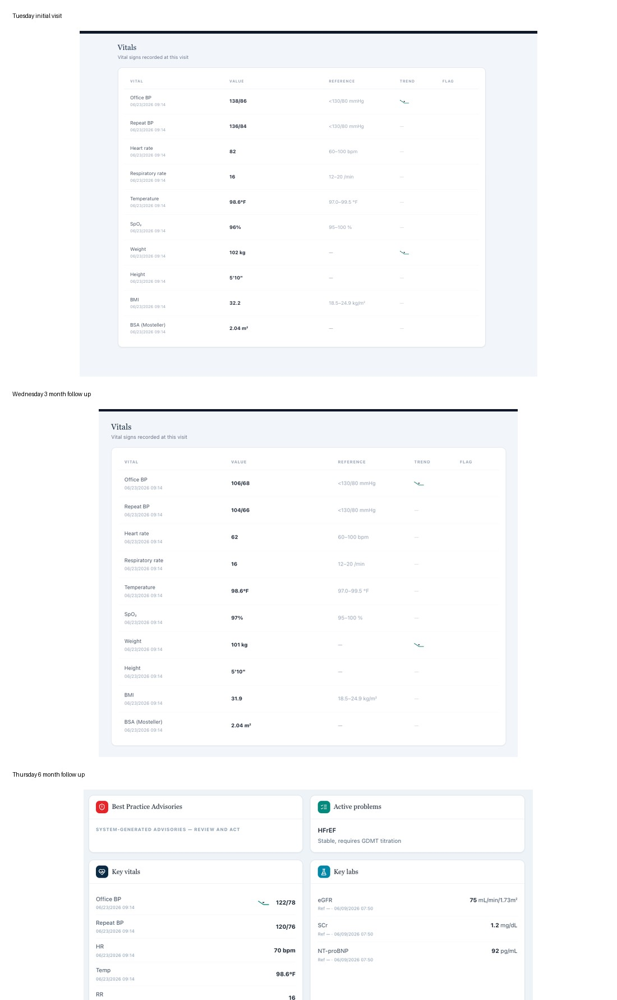 Tuesday initial visit
Vitals
Vital signs recorded at this visit
VITAL VALUE REFERENCE TREND FLAG
Office BP
06/23/2026 09:14
138/86 <130/80 mmHg
Repeat BP
06/23/2026 09:14
136/84 <130/80 mmHg —
Heart rate
06/23/2026 09:14
82 60–100 bpm —
Respiratory rate
06/23/2026 09:14
16 12–20 /min —
Temperature
06/23/2026 09:14
98.6°F 97.0–99.5 °F —
SpO₂
06/23/2026 09:14
96% 95–100 % —
Weight
06/23/2026 09:14
102 kg —
Height
06/23/2026 09:14
5'10" — —
BMI
06/23/2026 09:14
32.2 18.5–24.9 kg/m² —
BSA (Mosteller)
06/23/2026 09:14
2.04 m² — —
Wednesday 3 month follow up
Vitals
Vital signs recorded at this visit
VITAL VALUE REFERENCE TREND FLAG
Office BP
06/23/2026 09:14
106/68 <130/80 mmHg
Repeat BP
06/23/2026 09:14
104/66 <130/80 mmHg —
Heart rate
06/23/2026 09:14
62 60–100 bpm —
Respiratory rate
06/23/2026 09:14
16 12–20 /min —
Temperature
06/23/2026 09:14
98.6°F 97.0–99.5 °F —
SpO₂
06/23/2026 09:14
97% 95–100 % —
Weight
06/23/2026 09:14
101 kg —
Height
06/23/2026 09:14
5'10" — —
BMI
06/23/2026 09:14
31.9 18.5–24.9 kg/m² —
BSA (Mosteller)
06/23/2026 09:14
2.04 m² — —
Thursday 6 month follow up
Best Practice Advisories
SYSTEM-GENERATED ADVISORIES — REVIEW AND ACT
Active problems
HFrEF
Stable, requires GDMT titration
Key vitals
Office BP
06/23/2026 09:14
122/78
Repeat BP
06/23/2026 09:14
120/76
HR
06/23/2026 09:14
70 bpm
Temp
06/23/2026 09:14
98.6°F
RR
16
Key labs
eGFR
Ref — · 06/09/2026 07:50
75 mL/min/1.73m²
SCr
Ref — · 06/09/2026 07:50
1.2 mg/dL
NT-proBNP
Ref — · 06/09/2026 07:50
92 pg/mL